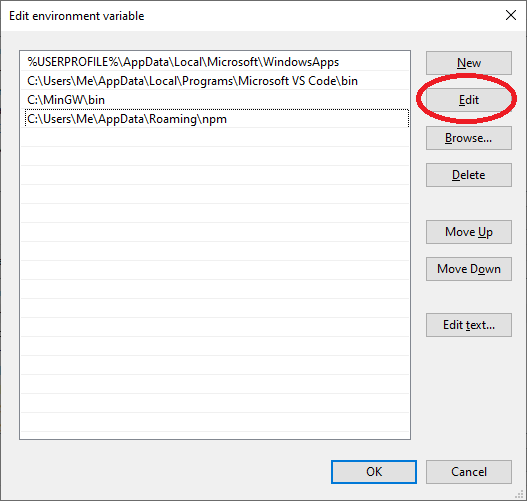 Edit environment variable
%USERPROFILE%\AppData\Local\Microsoft\WindowsApps
C:\Users\Me\AppData\Local\Programs\Microsoft VS Code\bin
C:\MinGW\bin
C:\Users\Me\AppData\Roaming\npm
New
Edit
Browse...
Delete
Move Up
Move Down
Edit text...
OK
Cancel